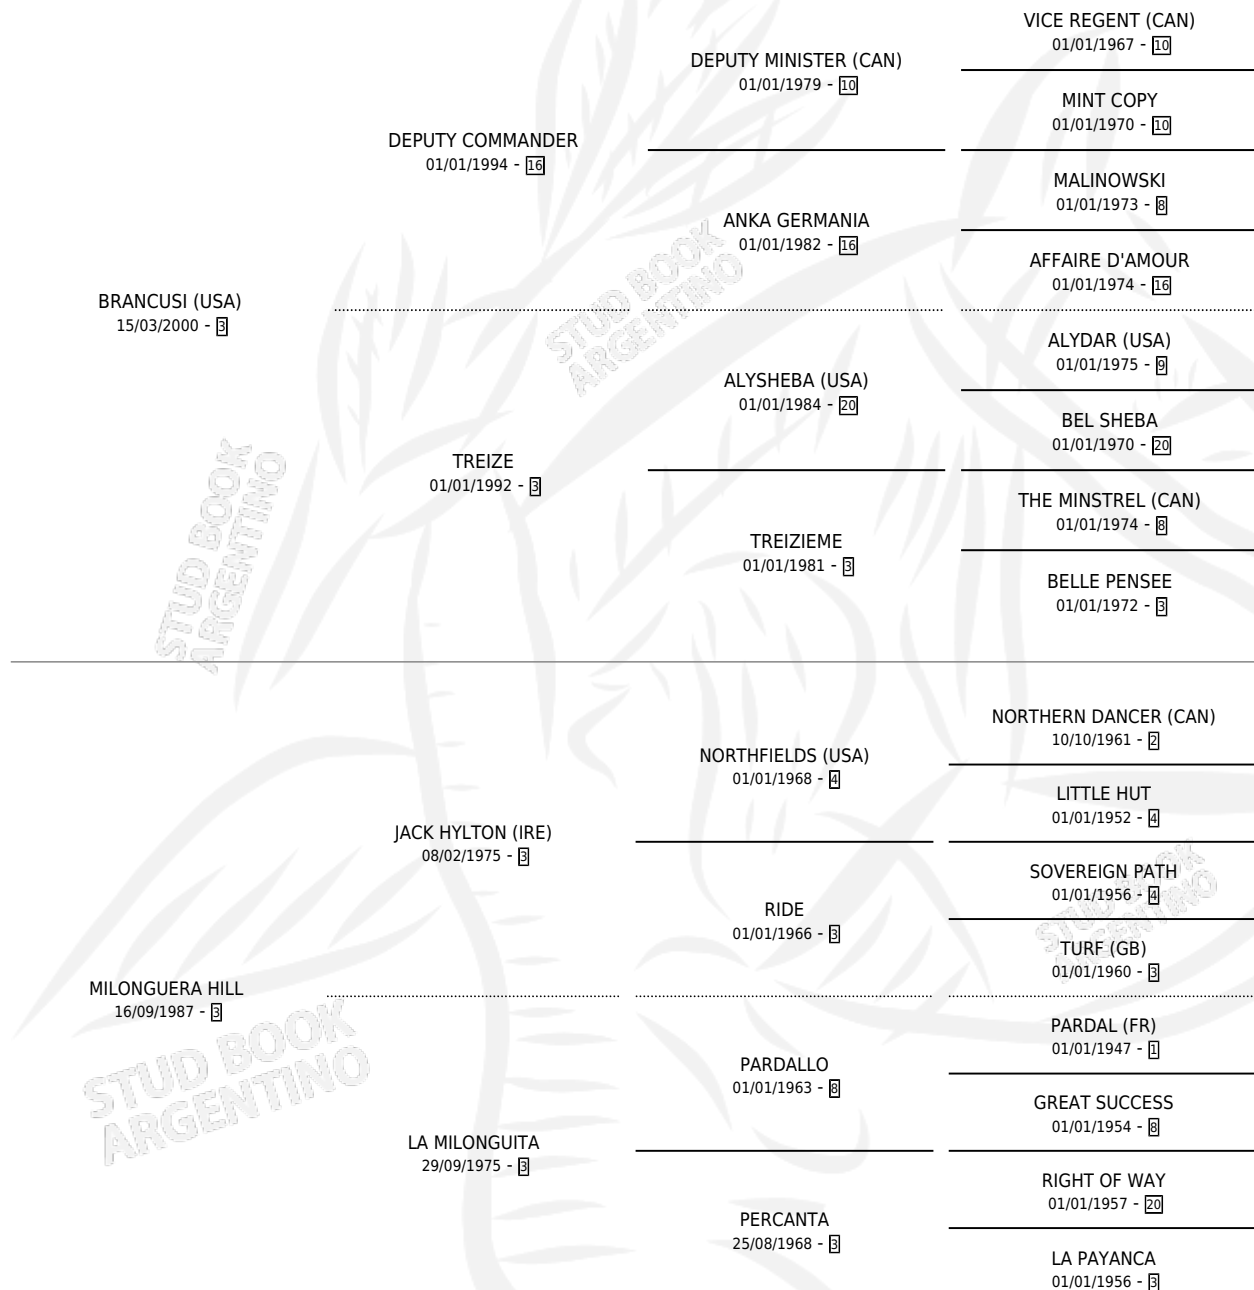 VICE REGENT (CAN)
01/01/1967 - 10
DEPUTY MINISTER (CAN)
01/01/1979 - 10
MINT COPY
01/01/1970 - 10
DEPUTY COMMANDER
01/01/1994 - 16
MALINOWSKI
01/01/1973 - 8
ANKA GERMANIA
01/01/1982 - 16
AFFAIRE D'AMOUR
01/01/1974 - 16
BRANCUSI (USA)
15/03/2000 - 3
ALYDAR (USA)
01/01/1975 - 9
ALYSHEBA (USA)
01/01/1984 - 20
BEL SHEBA
01/01/1970 - 20
TREIZE
01/01/1992 - 3
THE MINSTREL (CAN)
01/01/1974 - 8
TREIZIEME
01/01/1981 - 3
BELLE PENSEE
01/01/1972 - 3
NORTHERN DANCER (CAN)
10/10/1961 - 2
NORTHFIELDS (USA)
01/01/1968 - 4
LITTLE HUT
01/01/1952 - 4
JACK HYLTON (IRE)
08/02/1975 - 3
SOVEREIGN PATH
01/01/1956 - 4
RIDE
01/01/1966 - 3
TURF (GB)
01/01/1960 - 3
MILONGUERA HILL
16/09/1987 - 3
PARDAL (FR)
01/01/1947 - 1
PARDALLO
01/01/1963 - 8
GREAT SUCCESS
01/01/1954 - 8
LA MILONGUITA
29/09/1975 - 3
RIGHT OF WAY
01/01/1957 - 20
PERCANTA
25/08/1968 - 3
LA PAYANCA
01/01/1956 - 3
STUD BOOK
ARGENTINO
STUD BOOK
ARGENTINO
STUD BOOK
ARGENTINO
STUD BOOK
ARGENTINO